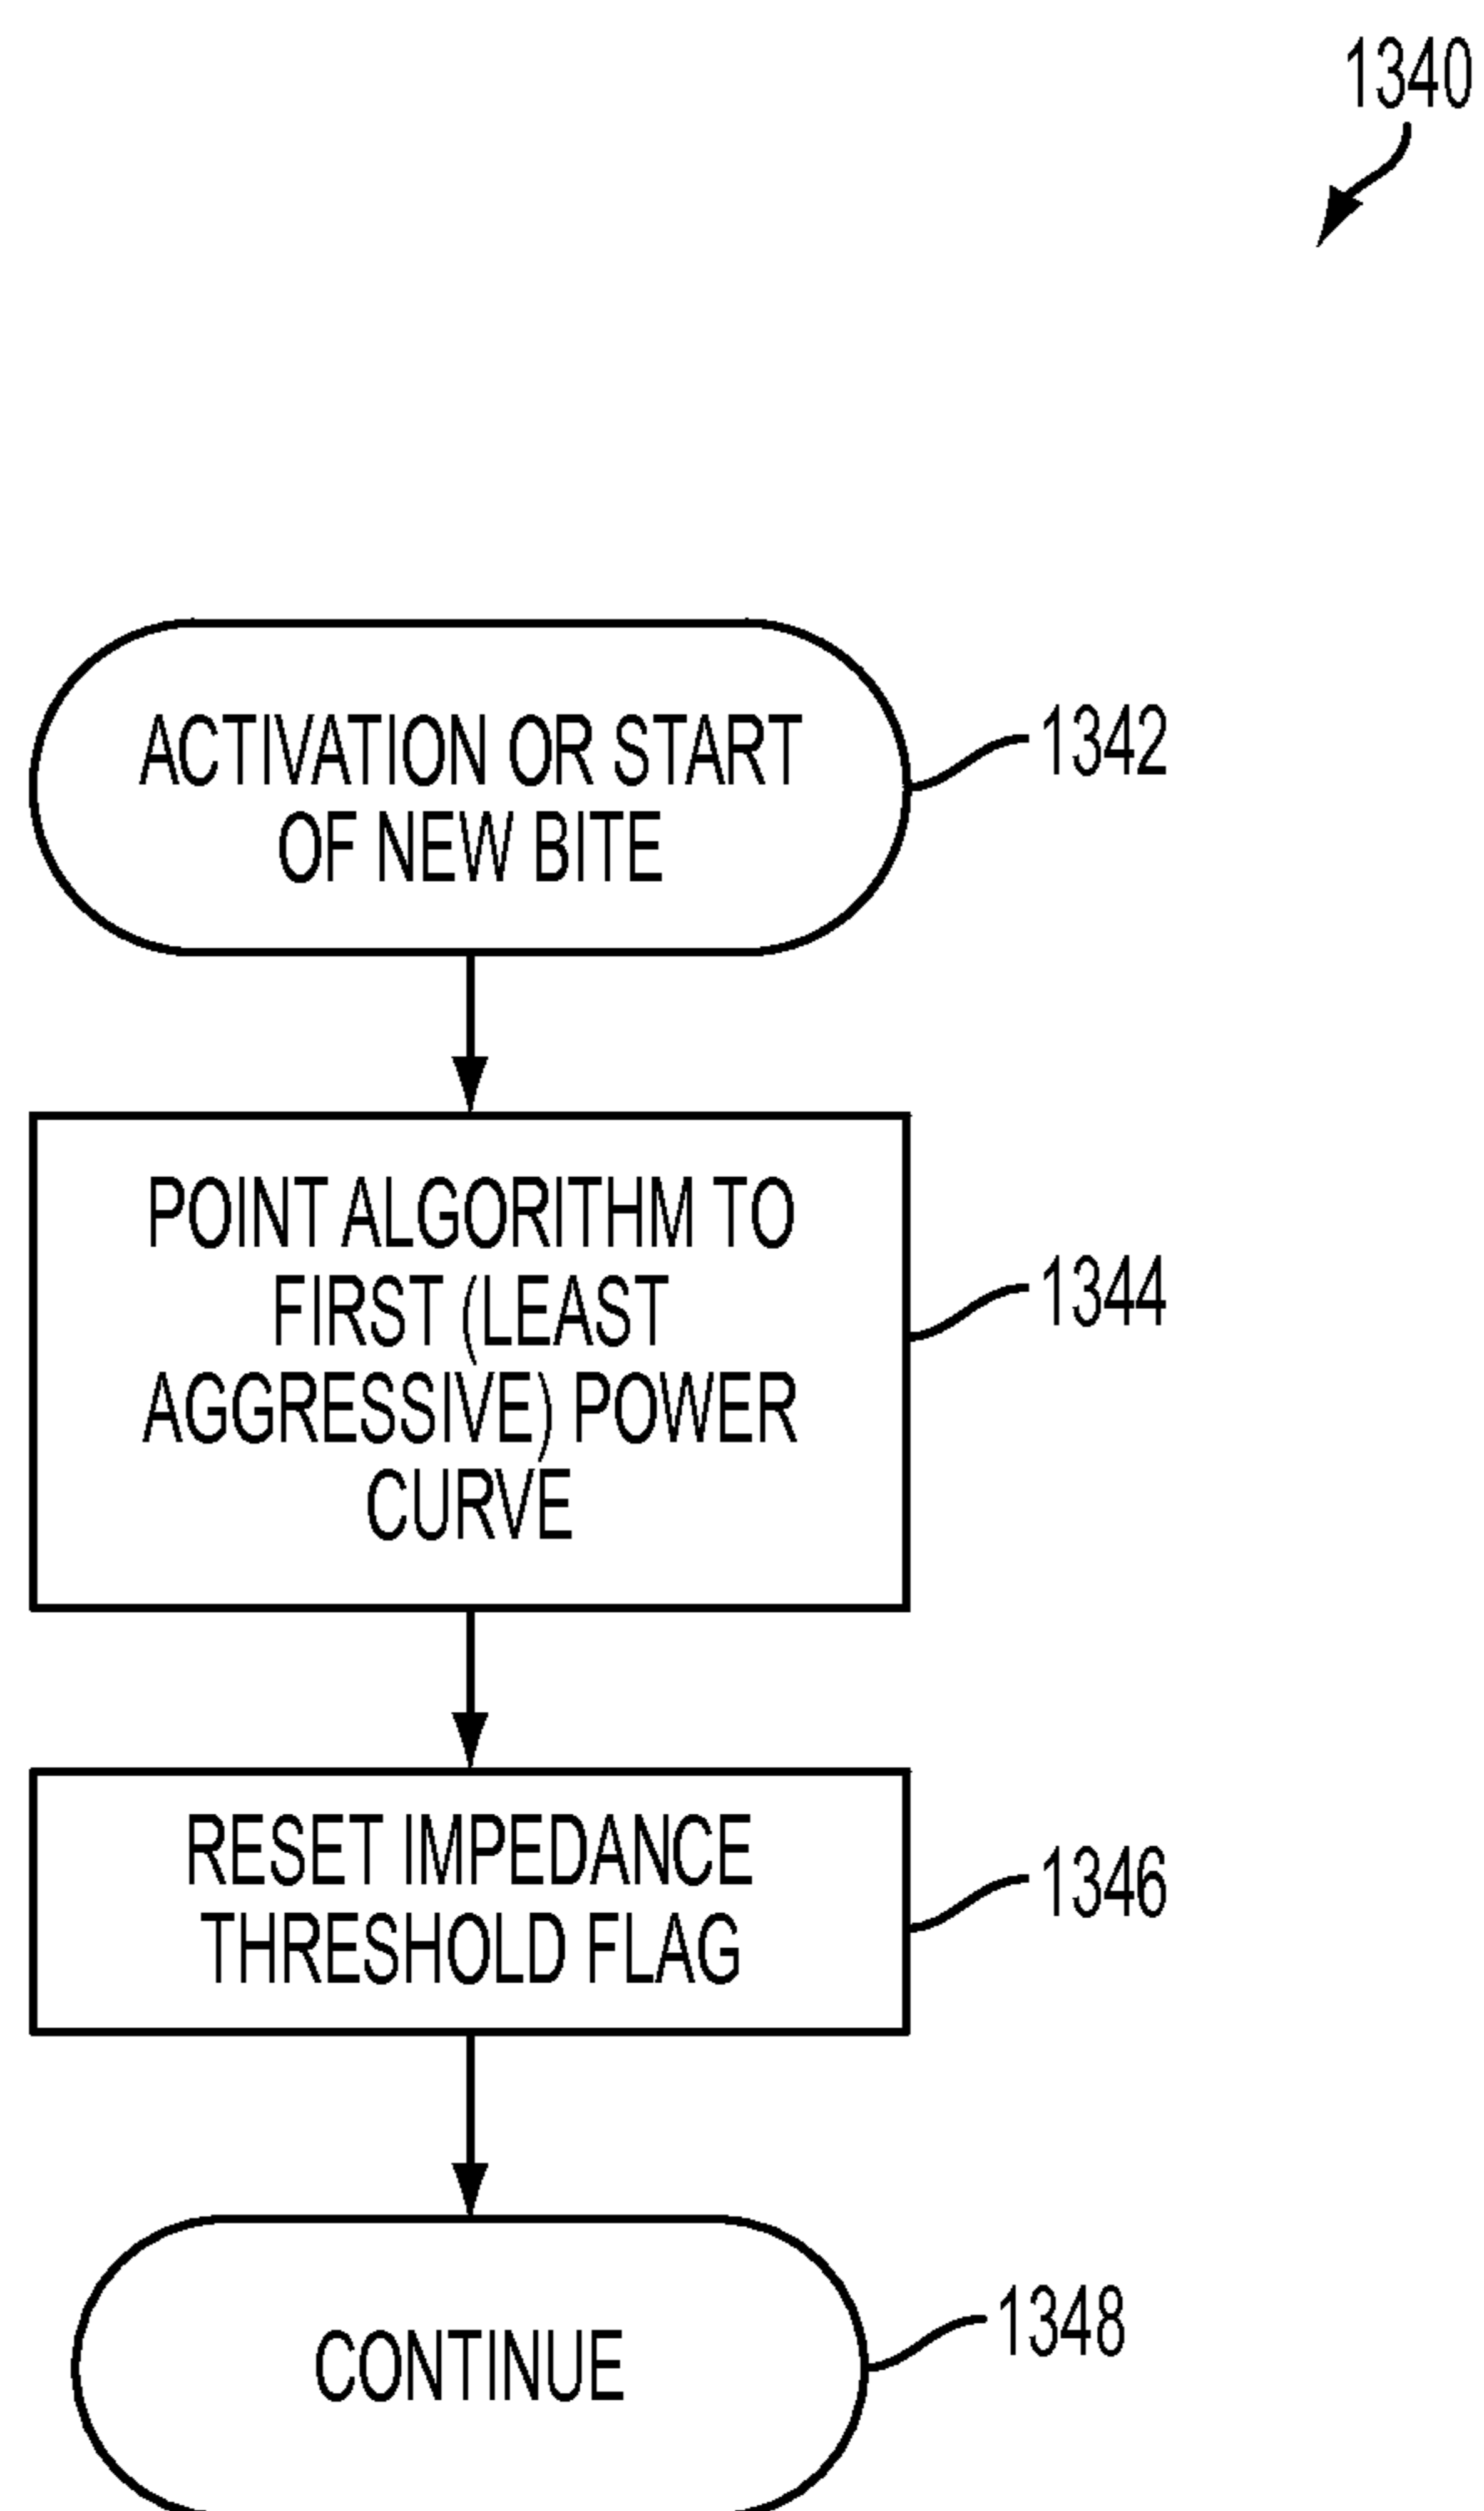 1340
ACTIVATION OR START
OF NEW BITE
1342
POINT ALGORITHM TO
FIRST (LEAST
AGGRESSIVE) POWER
CURVE
1344
RESET IMPEDANCE
THRESHOLD FLAG
1346
CONTINUE
1348